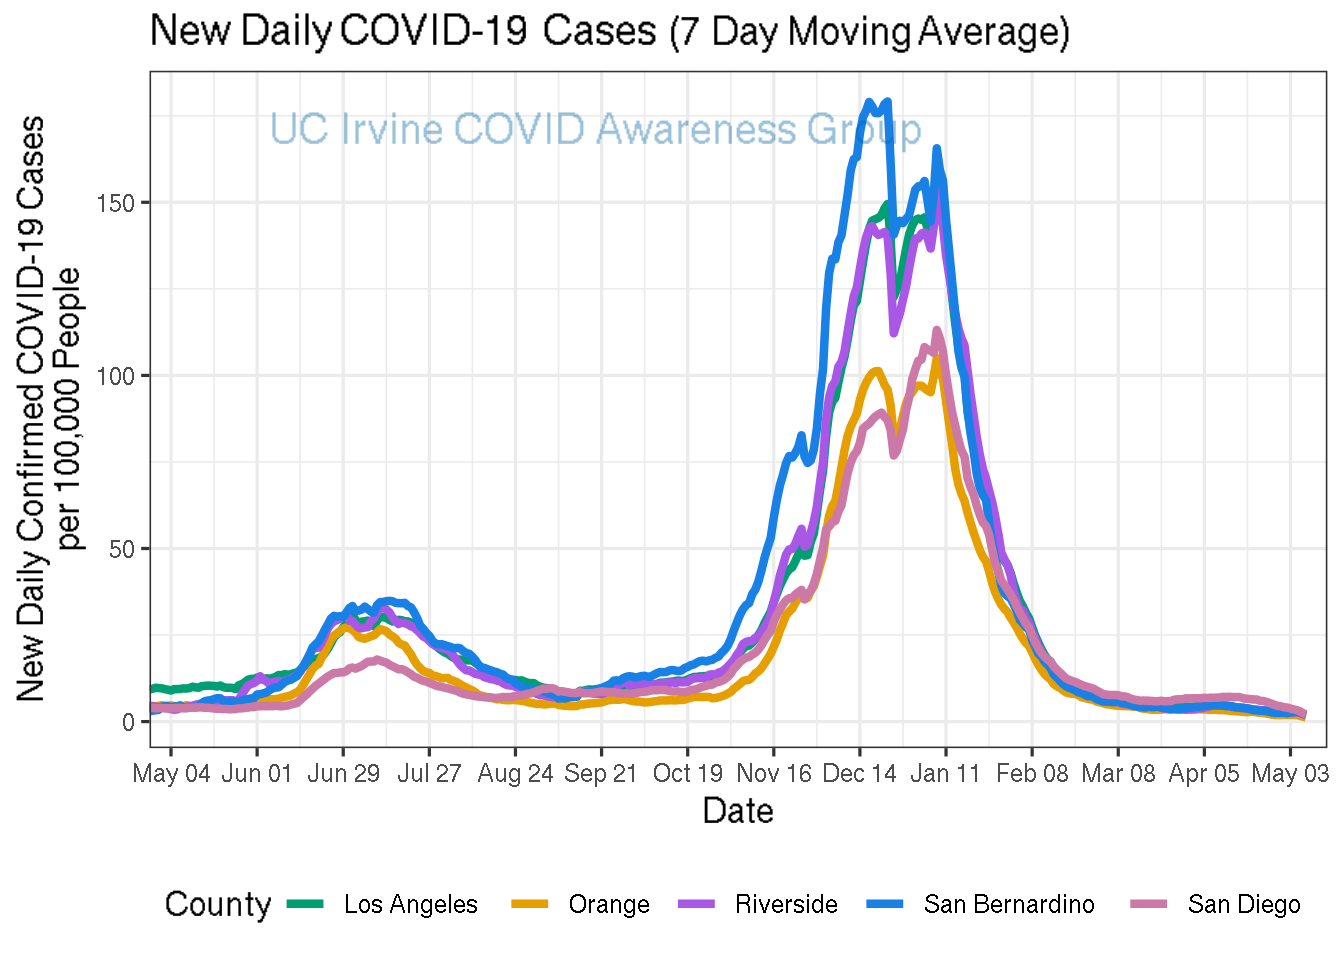 New Daily COVID-19 Cases (7 Day Moving Average)
UC Irvine COVID Awareness Group
New Daily Confirmed COVID-19 Cases
per 100,000 People
150
100
50
0
May 04 Jun 01 Jun 29 Jul 27 Aug 24 Sep 21 Oct 19 Nov 16 Dec 14 Jan 11 Feb 08 Mar 08 Apr 05 May 03
Date
County Los Angeles Orange Riverside San Bernardino San Diego